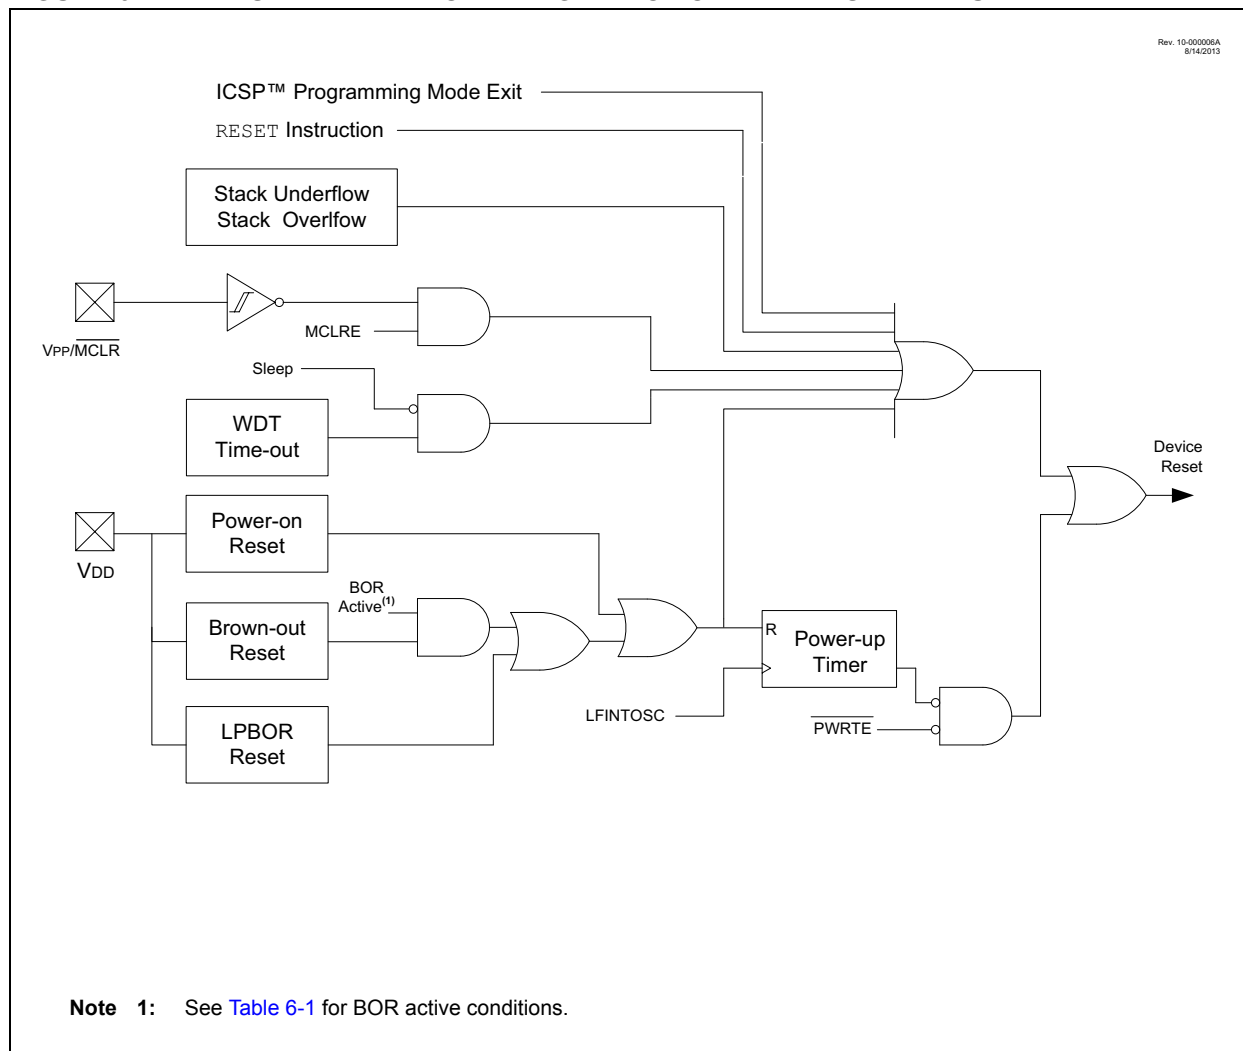 Rev. 10-000006A
8/14/2013
ICSP™ Programming Mode Exit
RESET Instruction
Stack Underflow
Stack Overlfow
VPP/MCLR
MCLRE
Sleep
WDT
Time-out
Device
Reset
VDD
Power-on
Reset
BOR
Active(1)
Brown-out
Reset
R
Power-up
Timer
LFINTOSC
PWRTE
LPBOR
Reset
Note 1: See Table 6-1 for BOR active conditions.